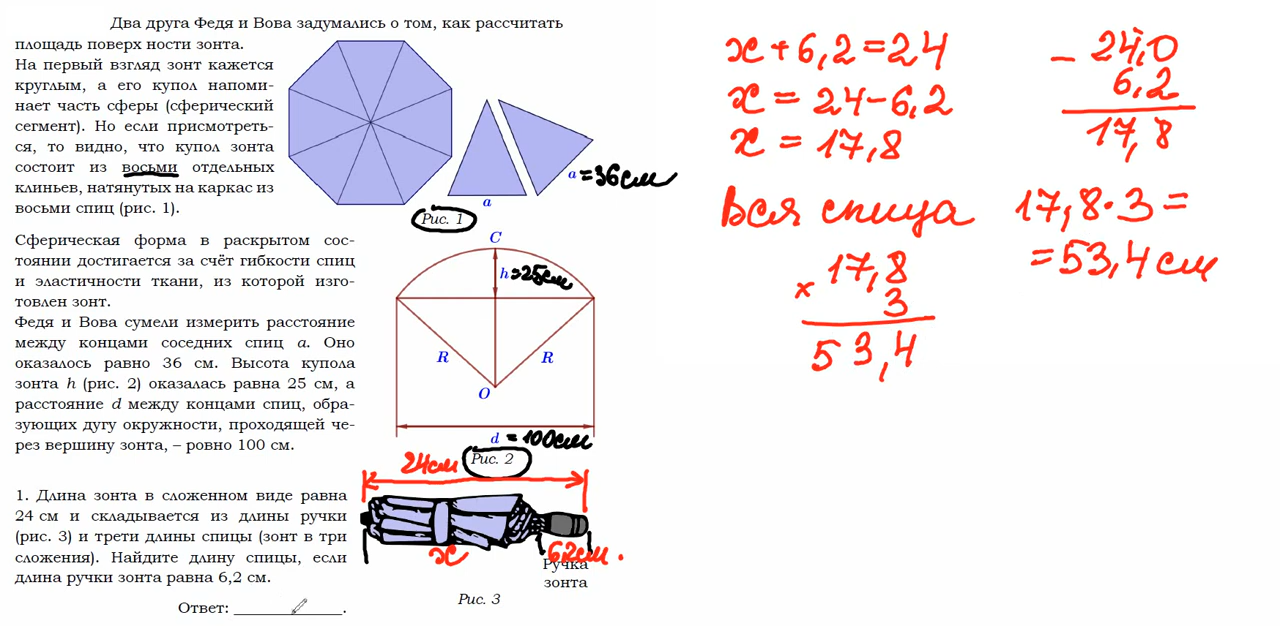 Два друга Федя и Вова задумались о том, как рассчитать
площадь поверх ности зонта.
На первый взгляд зонт кажется
круглым, а его купол напоми-
нает часть сферы (сферический
сегмент). Но если присмотреть-
ся, то видно, что купол зонта
состоит из восьми отдельных
клиньев, натянутых на каркас из
восьми спиц (рис. 1).
a
a = 36 см
Рис. 1
Сферическая форма в раскрытом сос-
тоянии достигается за счёт гибкости спиц
и эластичности ткани, из которой изго-
товлен зонт.
Федя и Вова сумели измерить расстояние
между концами соседних спиц a. Оно
оказалось равно 36 см. Высота купола
зонта h (рис. 2) оказалась равна 25 см, а
расстояние d между концами спиц, обра-
зующих дугу окружности, проходящей че-
рез вершину зонта, – ровно 100 см.
C
h = 25см
R
R
O
d = 100см
Рис. 2
1. Длина зонта в сложенном виде равна
24 см и складывается из длины ручки
(рис. 3) и трети длины спицы (зонт в три
сложения). Найдите длину спицы, если
длина ручки зонта равна 6,2 см.
Ответ: ____________.
24см
x
6,2см.
Ручка
зонта
Рис. 3
x + 6,2 = 24
x = 24 - 6,2
x = 17,8
- 24,0
6,2
17,8
Вся спица 17,8 · 3 =
= 53,4 см
17,8
× 3
53,4